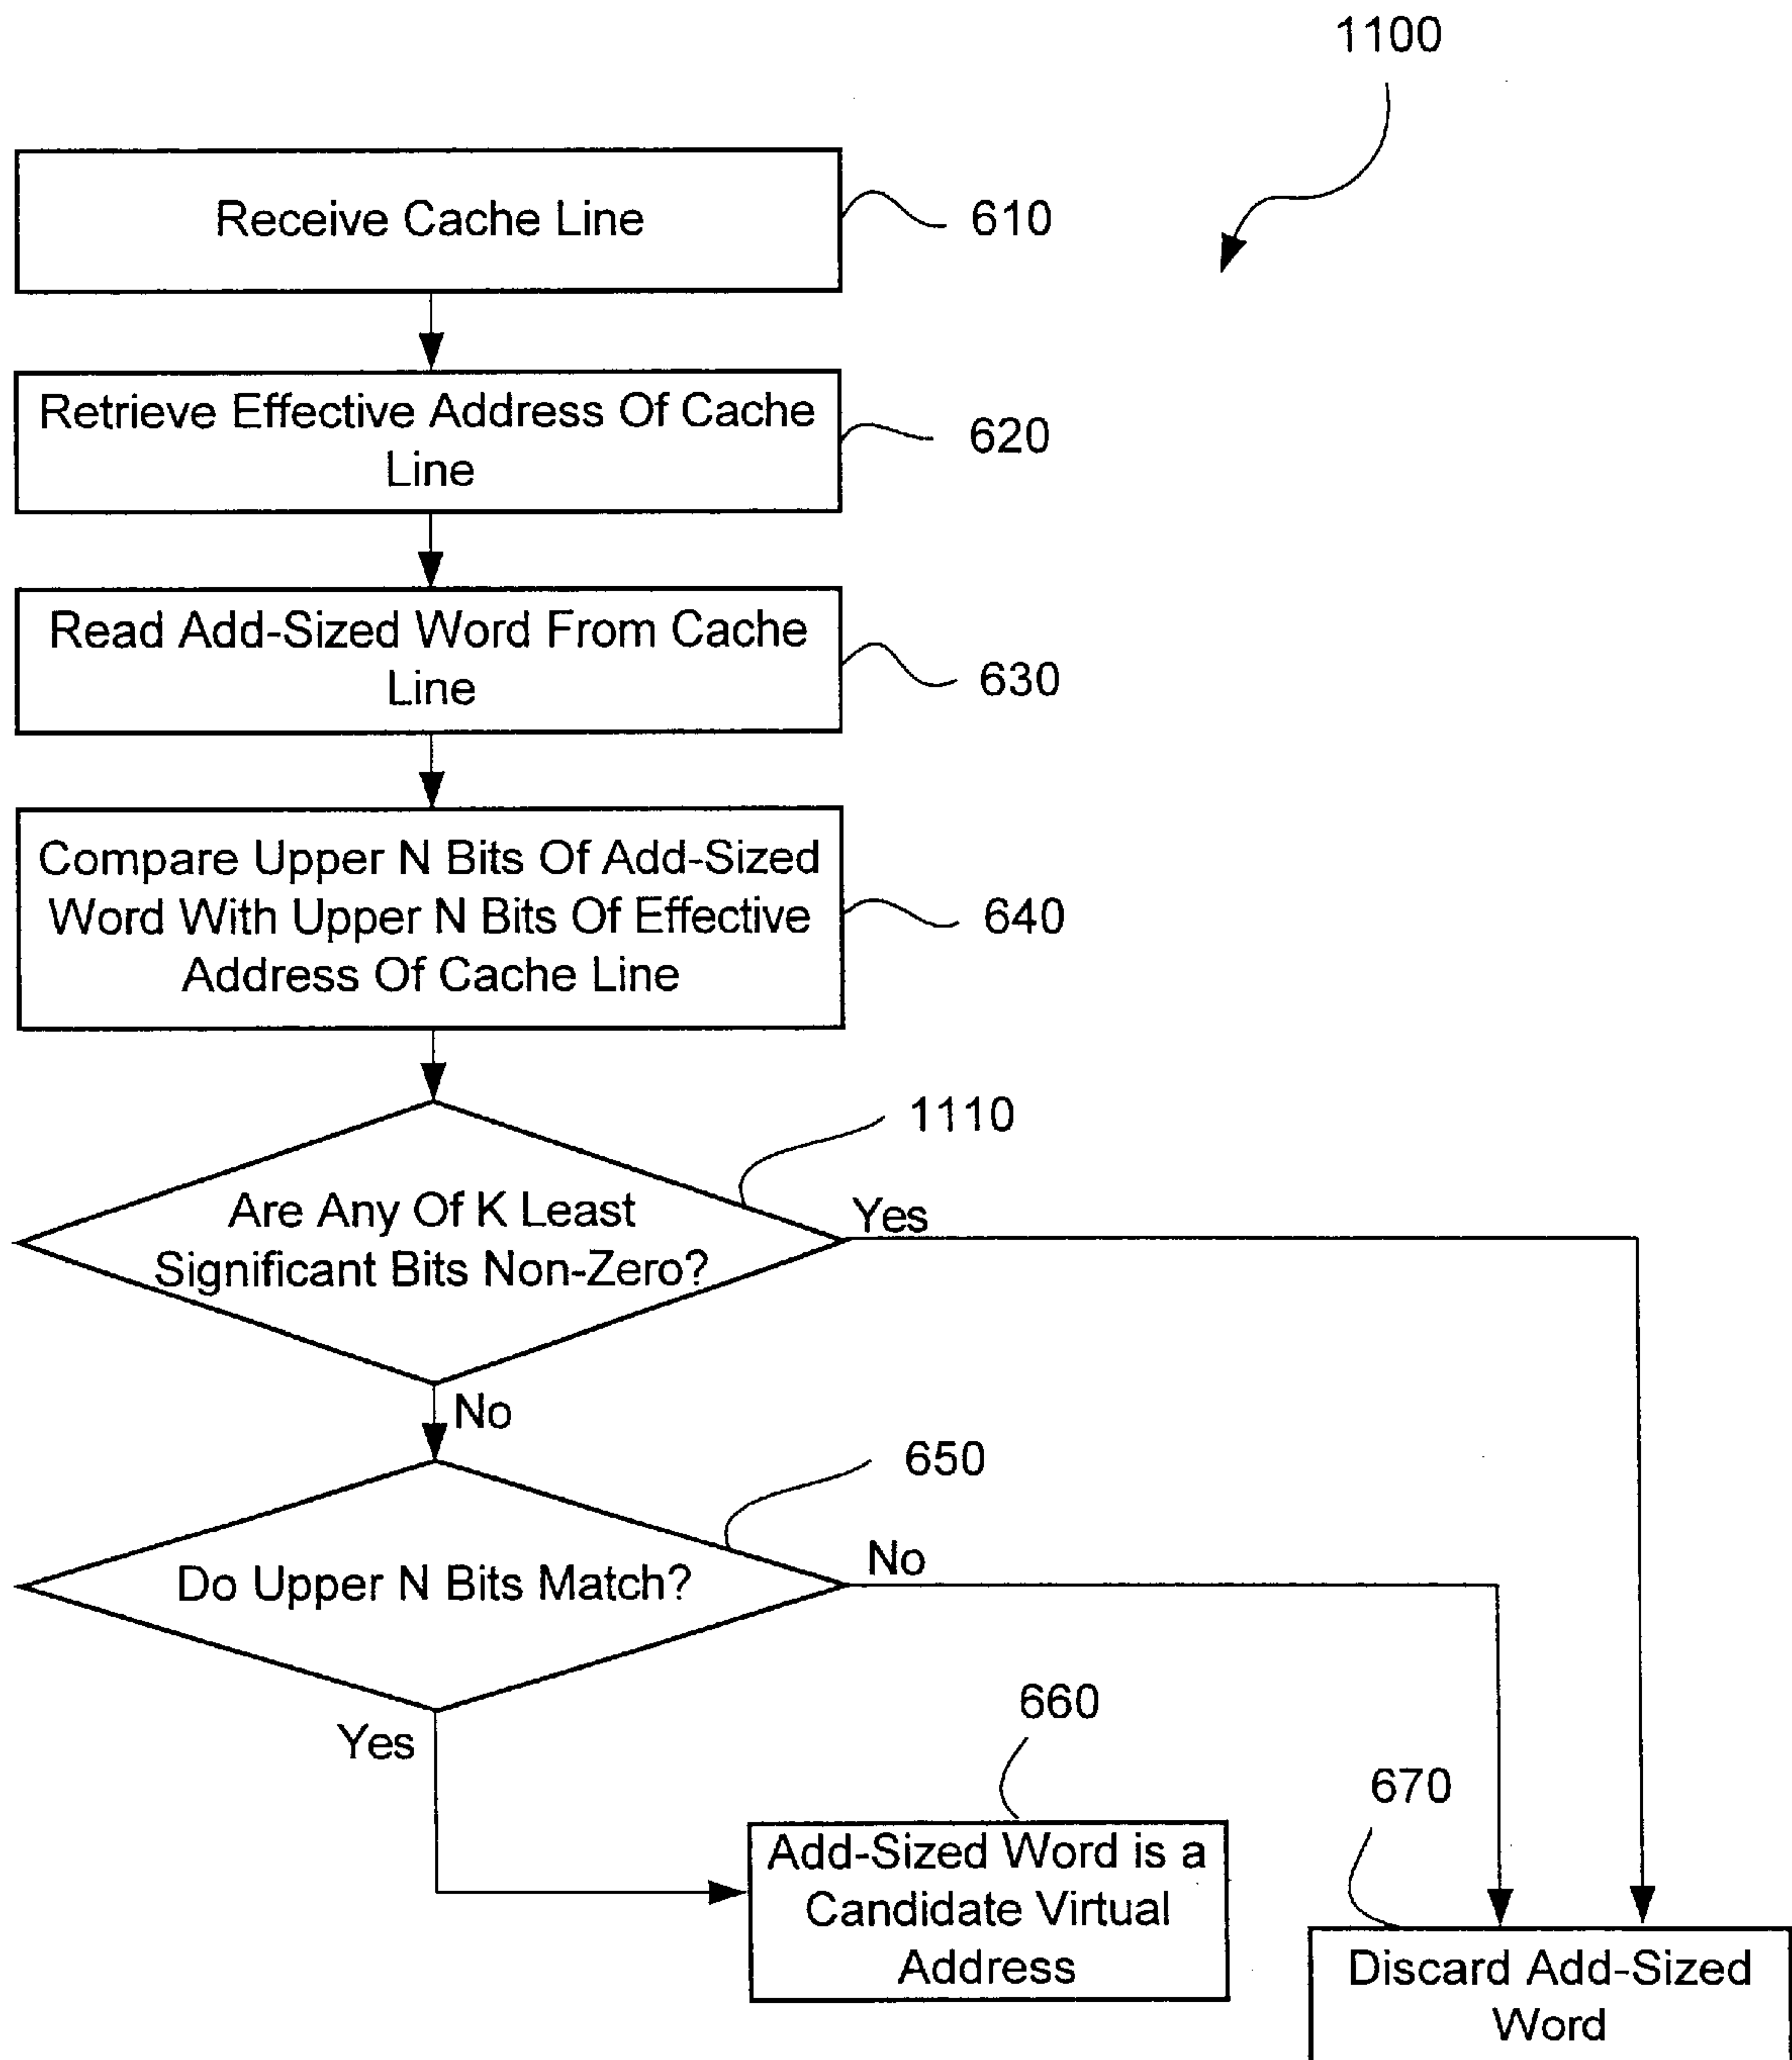 1100
Receive Cache Line
610
Retrieve Effective Address Of Cache
Line
620
Read Add-Sized Word From Cache
Line
630
Compare Upper N Bits Of Add-Sized
Word With Upper N Bits Of Effective
Address Of Cache Line
640
1110
Are Any Of K Least
Significant Bits Non-Zero?
Yes
No
650
Do Upper N Bits Match?
No
Yes
660
Add-Sized Word is a
Candidate Virtual
Address
670
Discard Add-Sized
Word